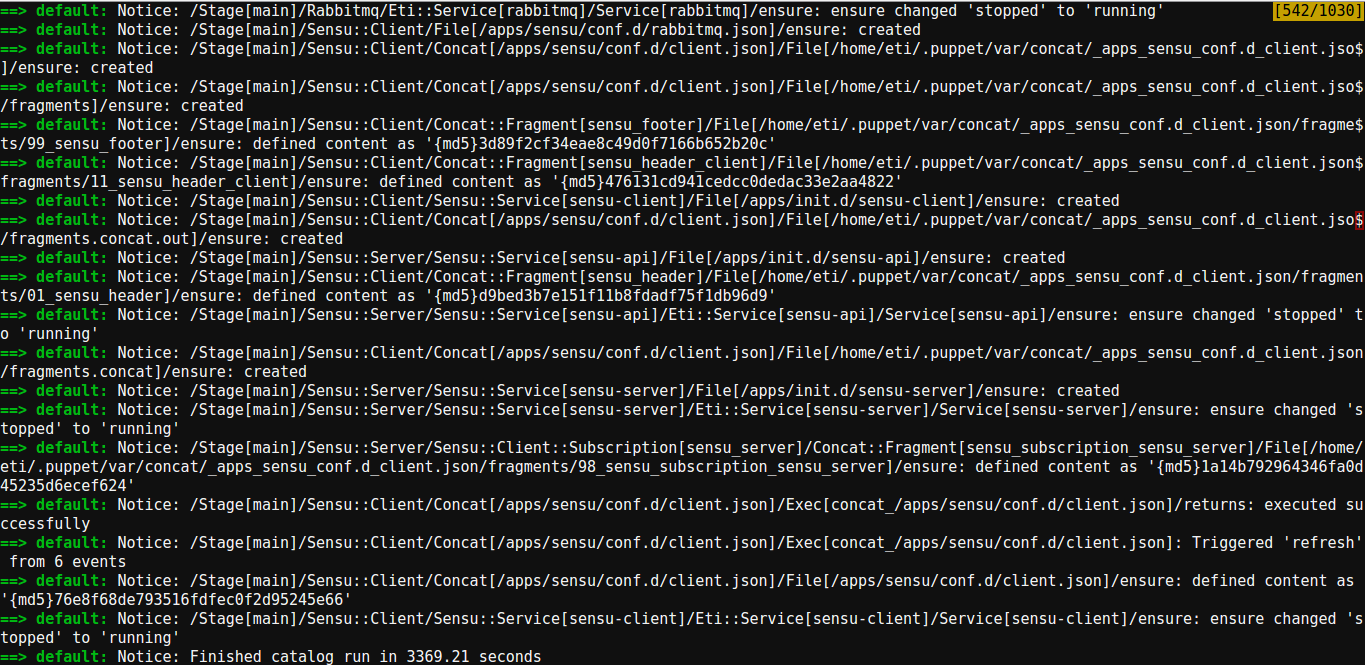 ==> default: Notice: /Stage[main]/Rabbitmq/Eti::Service[rabbitmq]/Service[rabbitmq]/ensure: ensure changed 'stopped' to 'running' [542/1030]
==> default: Notice: /Stage[main]/Sensu::Client/File[/apps/sensu/conf.d/rabbitmq.json]/ensure: created
==> default: Notice: /Stage[main]/Sensu::Client/Concat[/apps/sensu/conf.d/client.json]/File[/home/eti/.puppet/var/concat/_apps_sensu_conf.d_client.jso$
]/ensure: created
==> default: Notice: /Stage[main]/Sensu::Client/Concat[/apps/sensu/conf.d/client.json]/File[/home/eti/.puppet/var/concat/_apps_sensu_conf.d_client.jso$
/fragments]/ensure: created
==> default: Notice: /Stage[main]/Sensu::Client/Concat::Fragment[sensu_footer]/File[/home/eti/.puppet/var/concat/_apps_sensu_conf.d_client.json/fragme$
ts/99_sensu_footer]/ensure: defined content as '{md5}3d89f2cf34eae8c49d0f7166b652b20c'
==> default: Notice: /Stage[main]/Sensu::Client/Concat::Fragment[sensu_header_client]/File[/home/eti/.puppet/var/concat/_apps_sensu_conf.d_client.json$
fragments/11_sensu_header_client]/ensure: defined content as '{md5}476131cd941cedcc0dedac33e2aa4822'
==> default: Notice: /Stage[main]/Sensu::Client/Sensu::Service[sensu-client]/File[/apps/init.d/sensu-client]/ensure: created
==> default: Notice: /Stage[main]/Sensu::Client/Concat[/apps/sensu/conf.d/client.json]/File[/home/eti/.puppet/var/concat/_apps_sensu_conf.d_client.jso$
/fragments.concat.out]/ensure: created
==> default: Notice: /Stage[main]/Sensu::Server/Sensu::Service[sensu-api]/File[/apps/init.d/sensu-api]/ensure: created
==> default: Notice: /Stage[main]/Sensu::Client/Concat::Fragment[sensu_header]/File[/home/eti/.puppet/var/concat/_apps_sensu_conf.d_client.json/fragmen
ts/01_sensu_header]/ensure: defined content as '{md5}d9bed3b7e151f11b8fdadf75f1db96d9'
==> default: Notice: /Stage[main]/Sensu::Server/Sensu::Service[sensu-api]/Eti::Service[sensu-api]/Service[sensu-api]/ensure: ensure changed 'stopped' t
o 'running'
==> default: Notice: /Stage[main]/Sensu::Client/Concat[/apps/sensu/conf.d/client.json]/File[/home/eti/.puppet/var/concat/_apps_sensu_conf.d_client.json
/fragments.concat]/ensure: created
==> default: Notice: /Stage[main]/Sensu::Server/Sensu::Service[sensu-server]/File[/apps/init.d/sensu-server]/ensure: created
==> default: Notice: /Stage[main]/Sensu::Server/Sensu::Service[sensu-server]/Eti::Service[sensu-server]/Service[sensu-server]/ensure: ensure changed 's
topped' to 'running'
==> default: Notice: /Stage[main]/Sensu::Server/Sensu::Client::Subscription[sensu_server]/Concat::Fragment[sensu_subscription_sensu_server]/File[/home/
eti/.puppet/var/concat/_apps_sensu_conf.d_client.json/fragments/98_sensu_subscription_sensu_server]/ensure: defined content as '{md5}1a14b792964346fa0d
45235d6ecef624'
==> default: Notice: /Stage[main]/Sensu::Client/Concat[/apps/sensu/conf.d/client.json]/Exec[concat_/apps/sensu/conf.d/client.json]/returns: executed su
ccessfully
==> default: Notice: /Stage[main]/Sensu::Client/Concat[/apps/sensu/conf.d/client.json]/Exec[concat_/apps/sensu/conf.d/client.json]: Triggered 'refresh'
 from 6 events
==> default: Notice: /Stage[main]/Sensu::Client/Concat[/apps/sensu/conf.d/client.json]/File[/apps/sensu/conf.d/client.json]/ensure: defined content as
'{md5}76e8f68de793516fdfec0f2d95245e66'
==> default: Notice: /Stage[main]/Sensu::Client/Sensu::Service[sensu-client]/Eti::Service[sensu-client]/Service[sensu-client]/ensure: ensure changed 's
topped' to 'running'
==> default: Notice: Finished catalog run in 3369.21 seconds